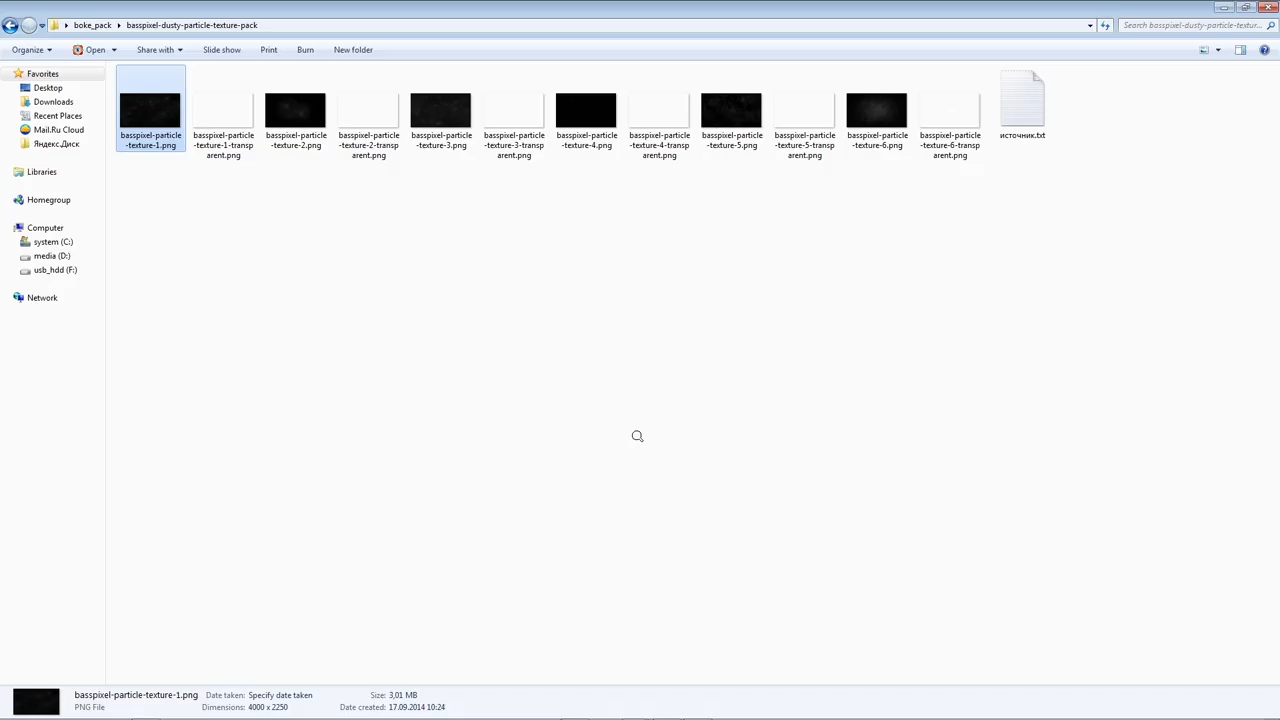 boke_pack
basspixel-dusty-particle-texture-pack
Search basspixel-dusty-particle-textur...
Organize
Open
Share with
Slide show
Print
Burn
New folder
Favorites
Desktop
Downloads
Recent Places
Mail.Ru Cloud
Яндекс.Диск
Libraries
Homegroup
Computer
system (C:)
media (D:)
usb_hdd (F:)
Network
basspixel-particle
-texture-1.png
basspixel-particle
-texture-1-transp
arent.png
basspixel-particle
-texture-2.png
basspixel-particle
-texture-2-transp
arent.png
basspixel-particle
-texture-3.png
basspixel-particle
-texture-3-transp
arent.png
basspixel-particle
-texture-4.png
basspixel-particle
-texture-4-transp
arent.png
basspixel-particle
-texture-5.png
basspixel-particle
-texture-5-transp
arent.png
basspixel-particle
-texture-6.png
basspixel-particle
-texture-6-transp
arent.png
источник.txt
basspixel-particle-texture-1.png
Date taken: Specify date taken
Size: 3,01 MB
PNG File
Dimensions: 4000 x 2250
Date created: 17.09.2014 10:24